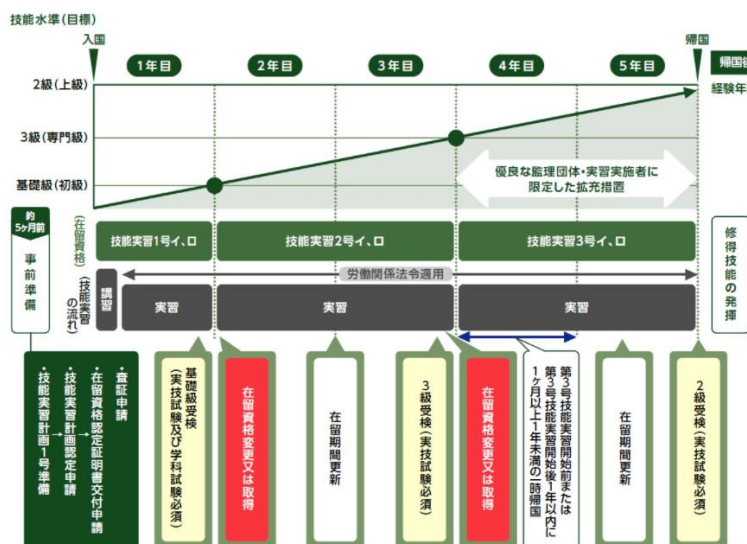 技能水準(目標)
入国
帰国
1年目
2年目
3年目
4年目
5年目
帰国後
経験年
2級(上級)
3級(専門級)
基礎級(初級)
優良な監理団体・実習実施者に
限定した拡充措置
約
5ヶ月前
事前準備
(在留資格)
技能実習1号イ、ロ
技能実習2号イ、ロ
技能実習3号イ、ロ
修得技能の発揮
労働関係法令適用
(技能実習
の流れ)
講習
実習
実習
実習
・査証申請
・在留資格認定証明書交付申請
・技能実習計画認定申請
・技能実習計画1号準備
基礎級受検
(実技試験及び学科試験必須)
在留資格変更又は取得
在留期間更新
3級受検(実技試験必須)
在留資格変更又は取得
第3号技能実習開始前または
第3号技能実習開始後1年以内に
1ヶ月以上1年未満の一時帰国
在留期間更新
2級受検(実技試験必須)